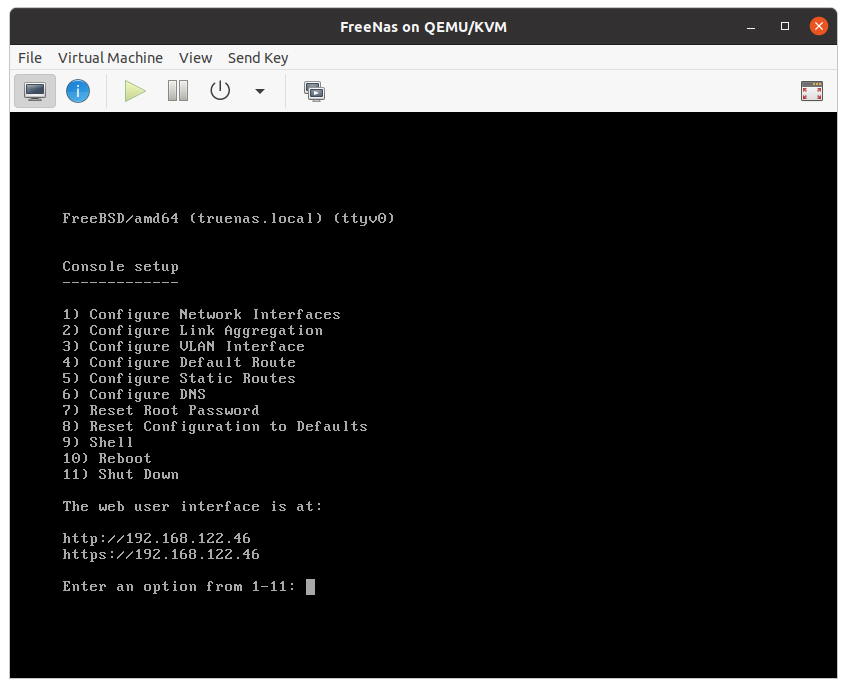 FreeNas on QEMU/KVM
File Virtual Machine View Send Key
FreeBSD/amd64 (truenas.local) (ttyv0)
Console setup
-------------
1) Configure Network Interfaces
2) Configure Link Aggregation
3) Configure VLAN Interface
4) Configure Default Route
5) Configure Static Routes
6) Configure DNS
7) Reset Root Password
8) Reset Configuration to Defaults
9) Shell
10) Reboot
11) Shut Down
The web user interface is at:
http://192.168.122.46
https://192.168.122.46
Enter an option from 1-11: